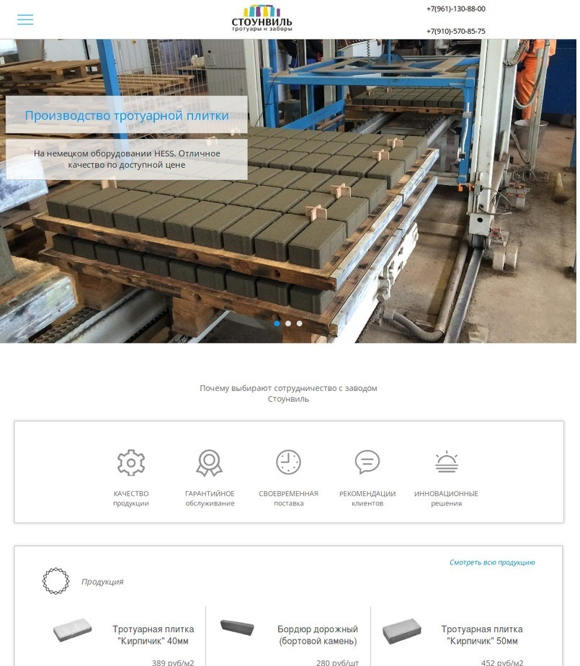 СТОУНВИЛЬ
тротуары и заборы
+7(961)-130-88-00
+7(910)-570-85-75
Производство тротуарной плитки
На немецком оборудовании HESS. Отличное
качество по доступной цене
Почему выбирают сотрудничество с заводом
Стоунвиль
КАЧЕСТВО
продукции
ГАРАНТИЙНОЕ
обслуживание
СВОЕВРЕМЕННАЯ
поставка
РЕКОМЕНДАЦИИ
клиентов
ИННОВАЦИОННЫЕ
решения
Смотреть всю продукцию
Продукция
Тротуарная плитка
"Кирпичик" 40мм
389 руб/м2
Бордюр дорожный
(бортовой камень)
280 руб/шт
Тротуарная плитка
"Кирпичик" 50мм
452 руб/м2